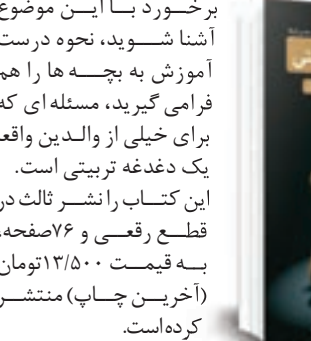 برخورد با این موضوع
آشنا شوید، نحوه درست
آموزش به بچه ها را هم
فرامی گیرید، مسئله ای که
برای خیلی از والدین واقعا
یک دغدغه تربیتی است.
این کتاب را نشر ثالث در
قطع رقعی و ۷۶صفحه،
به قیمت ۱۳/۵۰۰تومان
(آخرین چاپ) منتشر
کرده‌است.